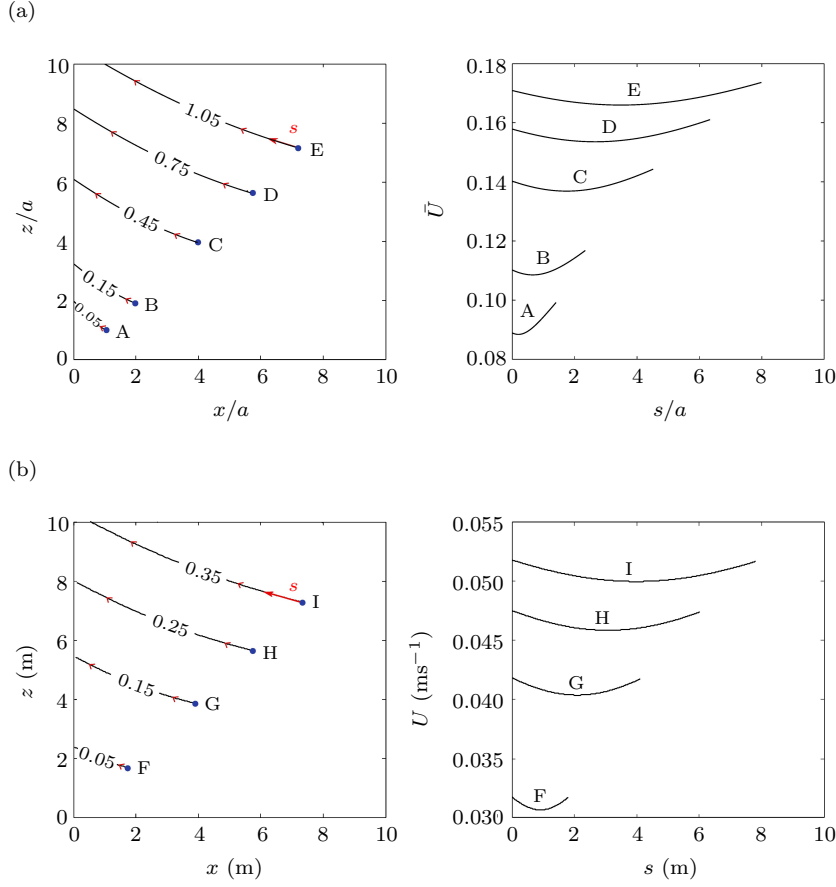 (a)
10
8
6
4
2
0
0 2 4 6 8 10
z/a
x/a
1.05
0.75
0.45
0.15
0.05
s
E
D
C
B
A
0.18
0.16
0.14
0.12
0.10
0.08
0 2 4 6 8 10
Ū
s/a
E
D
C
B
A
(b)
10
8
6
4
2
0
0 2 4 6 8 10
z (m)
x (m)
0.35
0.25
0.15
0.05
s
I
H
G
F
0.055
0.050
0.045
0.040
0.035
0.030
0 2 4 6 8 10
U (ms⁻¹)
s (m)
I
H
G
F